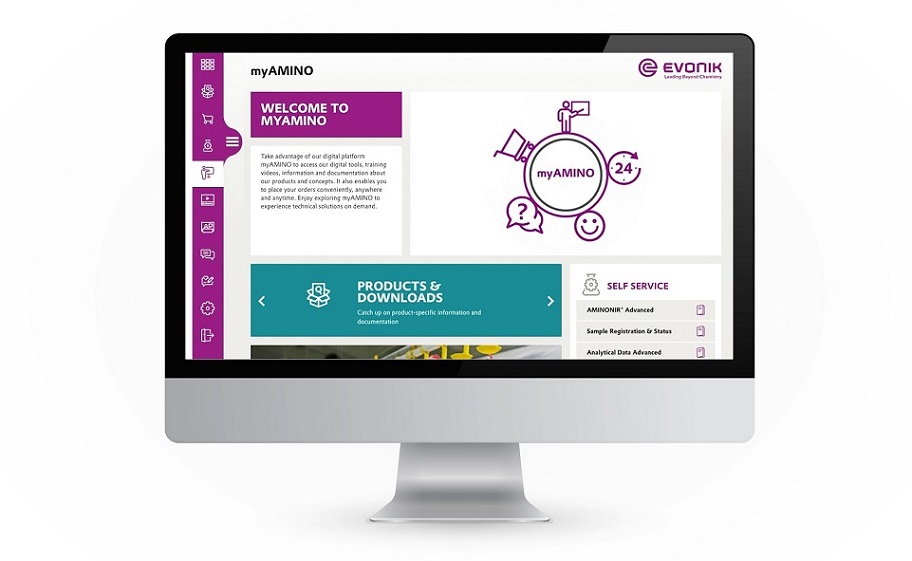 myAMINO
EVONIK
Leading Beyond Chemistry
WELCOME TO
MYAMINO
Take advantage of our digital platform
myAMINO to access our digital tools, training
videos, information and documentation about
our products and concepts. It also enables you
to place your orders conveniently, anywhere
and anytime. Enjoy exploring myAMINO to
experience technical solutions on demand.
myAMINO
24
?
PRODUCTS &
DOWNLOADS
Catch up on product-specific information and
documentation
SELF SERVICE
AMINONIR® Advanced
Sample Registration & Status
Analytical Data Advanced